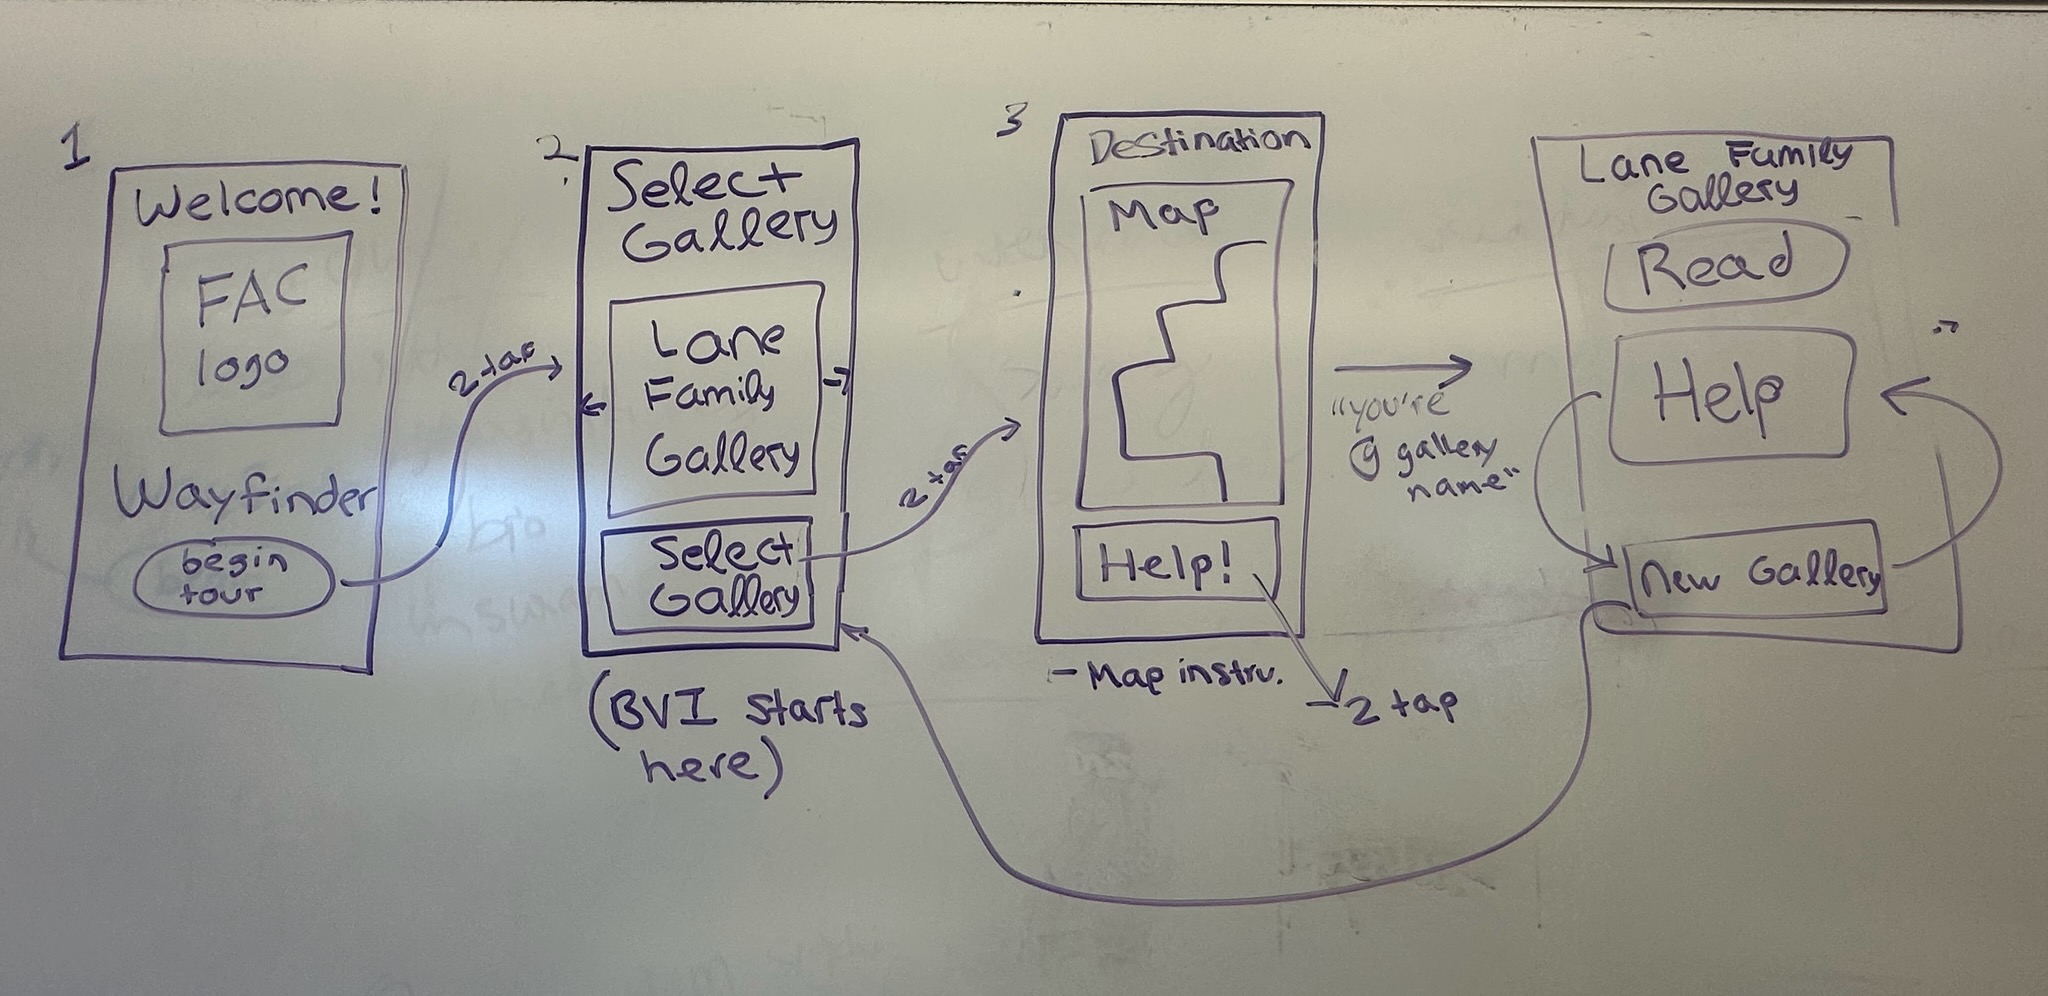 1
Welcome!
FAC
logo
Wayfinder
begin
tour
2 tap
2.
Select
Gallery
Lane
Family
Gallery
Select
Gallery
(BVI starts
here)
2 tap
3
Destination
Map
Help!
- Map instru.
2 tap
"you're
@ gallery
name"
Lane Family
Gallery
Read
Help
New Gallery